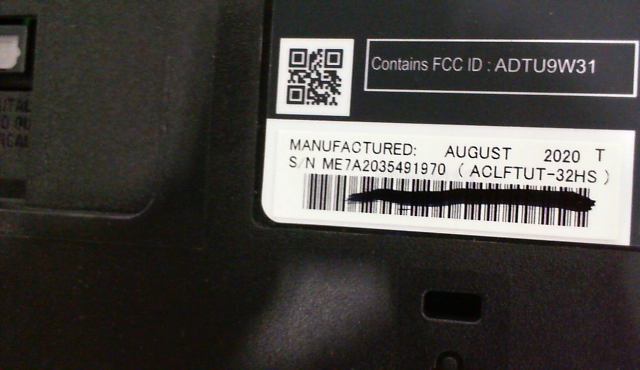 Contains FCC ID : ADTU9W31
MANUFACTURED: AUGUST 2020 T
S/N ME7A2035491970 ( ACLFTUT-32HS )